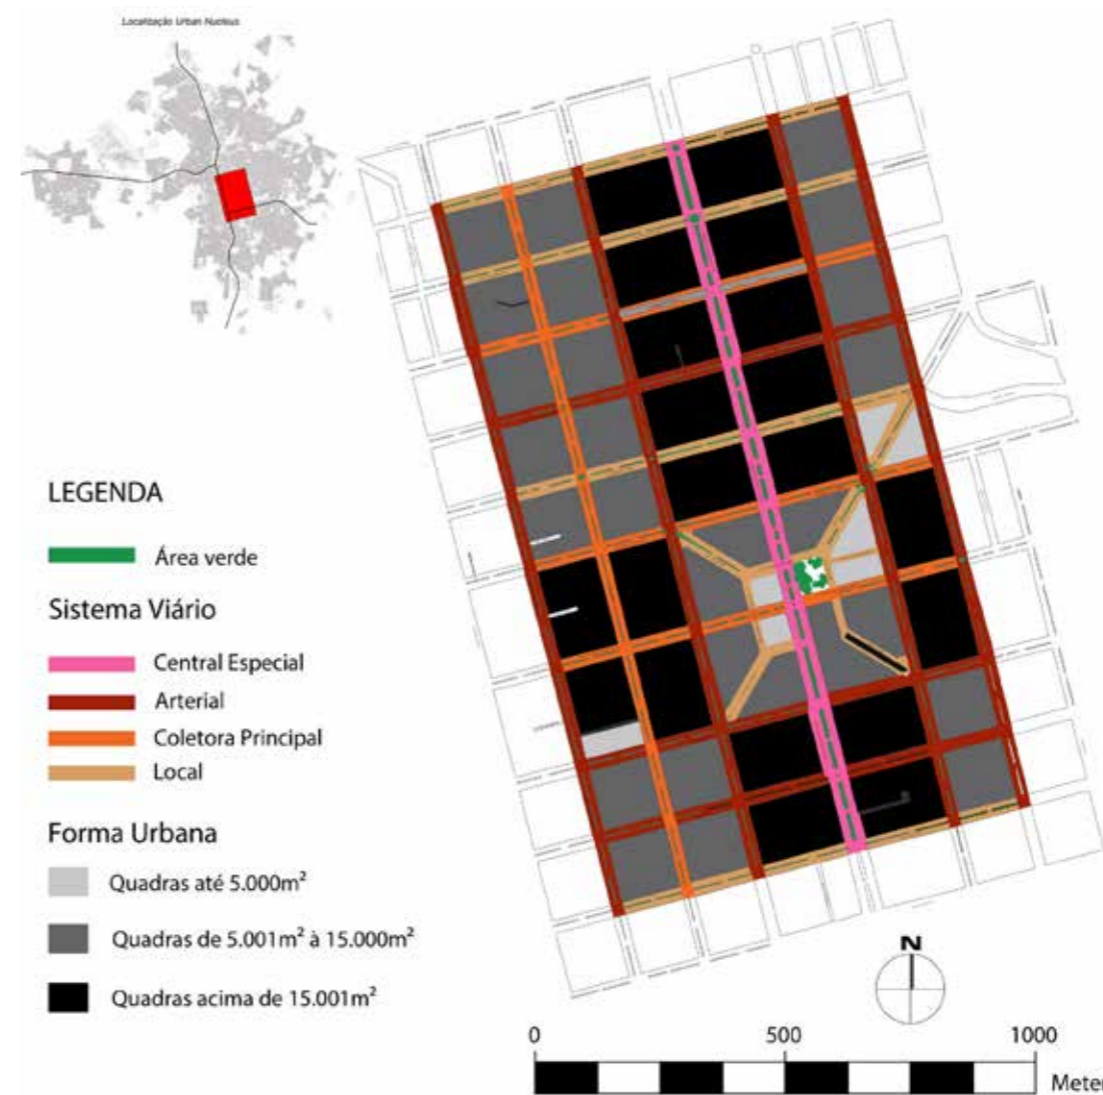 Localização Urban Nucleus
LEGENDA
Área verde
Sistema Viário
Central Especial
Arterial
Coletora Principal
Local
Forma Urbana
Quadras até 5.000m²
Quadras de 5.001m² à 15.000m²
Quadras acima de 15.001m²
N
0 500 1000
Mete